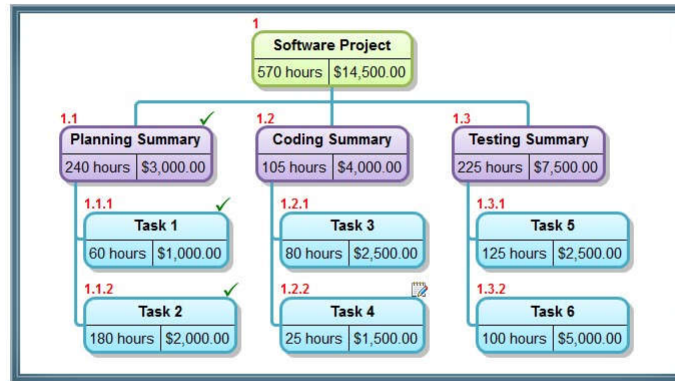 1
Software Project
570 hours $14,500.00
1.1
Planning Summary
240 hours $3,000.00
1.1.1
Task 1
60 hours $1,000.00
1.1.2
Task 2
180 hours $2,000.00
1.2
Coding Summary
105 hours $4,000.00
1.2.1
Task 3
80 hours $2,500.00
1.2.2
Task 4
25 hours $1,500.00
1.3
Testing Summary
225 hours $7,500.00
1.3.1
Task 5
125 hours $2,500.00
1.3.2
Task 6
100 hours $5,000.00